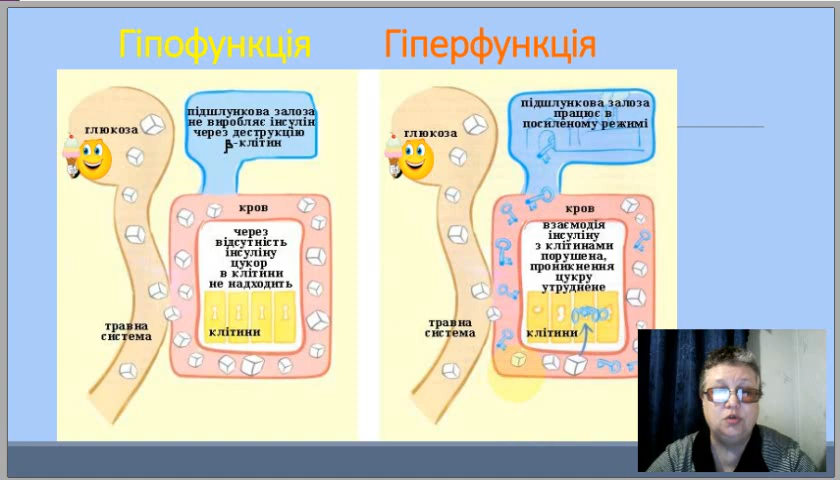 Гіпофункція
Гіперфункція
глюкоза
підшлункова залоза
не виробляє інсулін
через деструкцію
β-клітин
кров
через
відсутність
інсуліну
цукор
в клітини
не надходить
клітини
травна
система
глюкоза
підшлункова залоза
працює в
посиленому режимі
кров
взаємодія
інсуліну
з клітинами
порушена,
проникнення
цукру
утруднене
клітини
травна
система